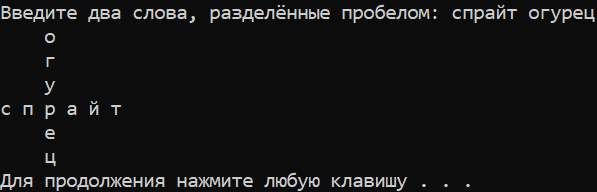 Введите два слова, разделённые пробелом: спрайт огурец
о
г
у
с п р а й т
е
ц
Для продолжения нажмите любую клавишу . . .